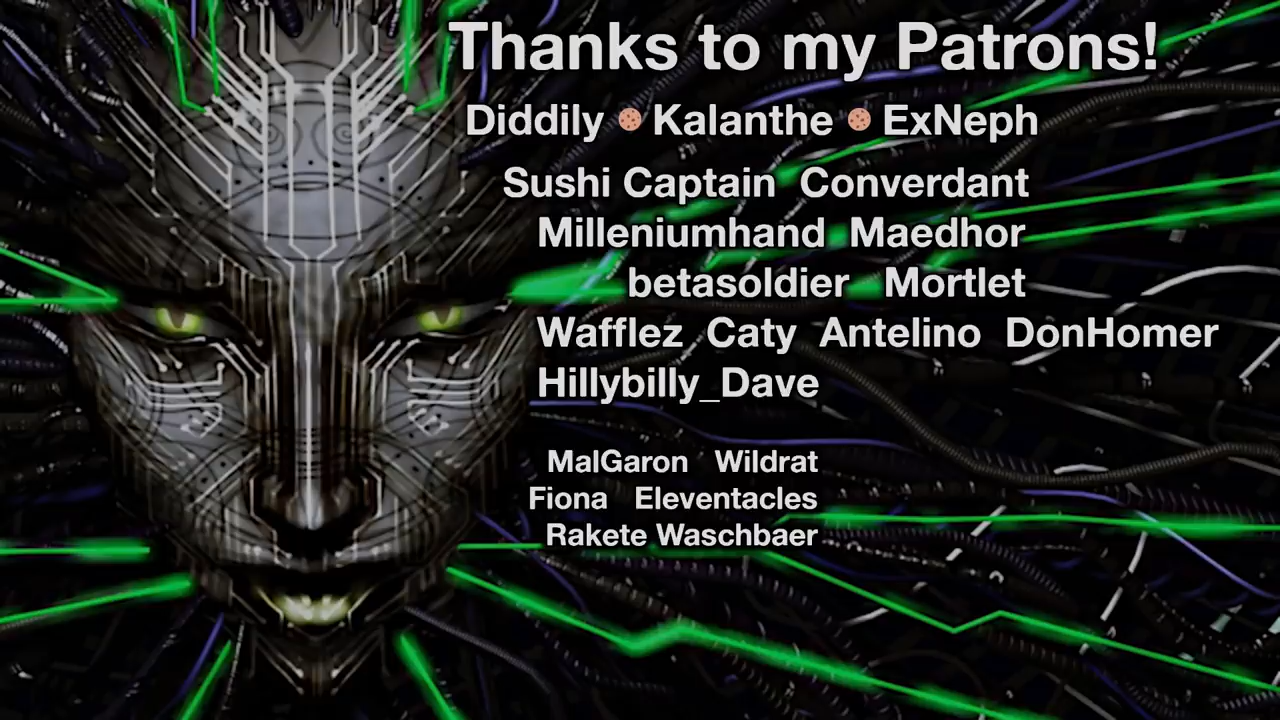 Thanks to my Patrons!
Diddily 🍪 Kalanthe 🍪 ExNeph
Sushi Captain Converdant
Milleniumhand Maedhor
betasoldier Mortlet
Wafflez Caty Antelino DonHomer
Hillybilly_Dave
MalGaron Wildrat
Fiona Eleventacles
Rakete Waschbaer